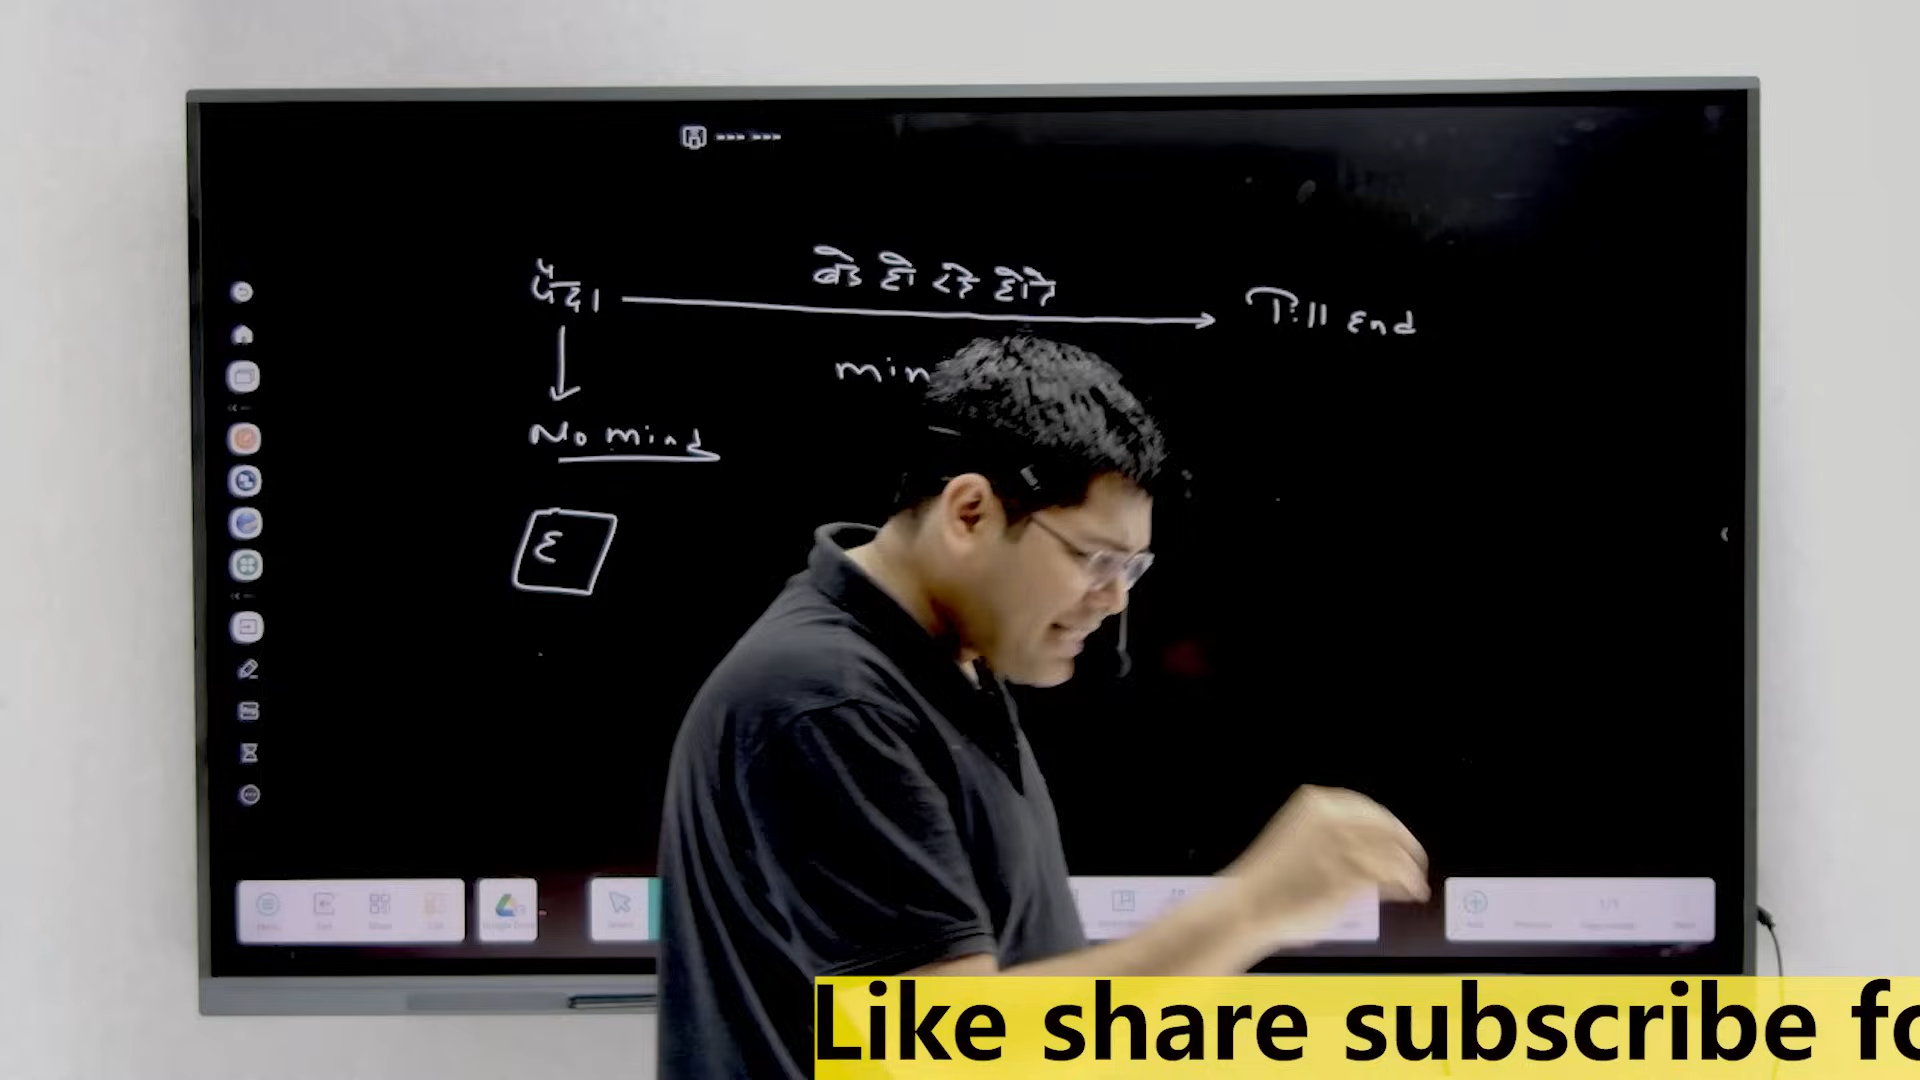 पैदा
बड़े हो रहे होंगे
Till End
min
No mind
ε
Like share subscribe fo